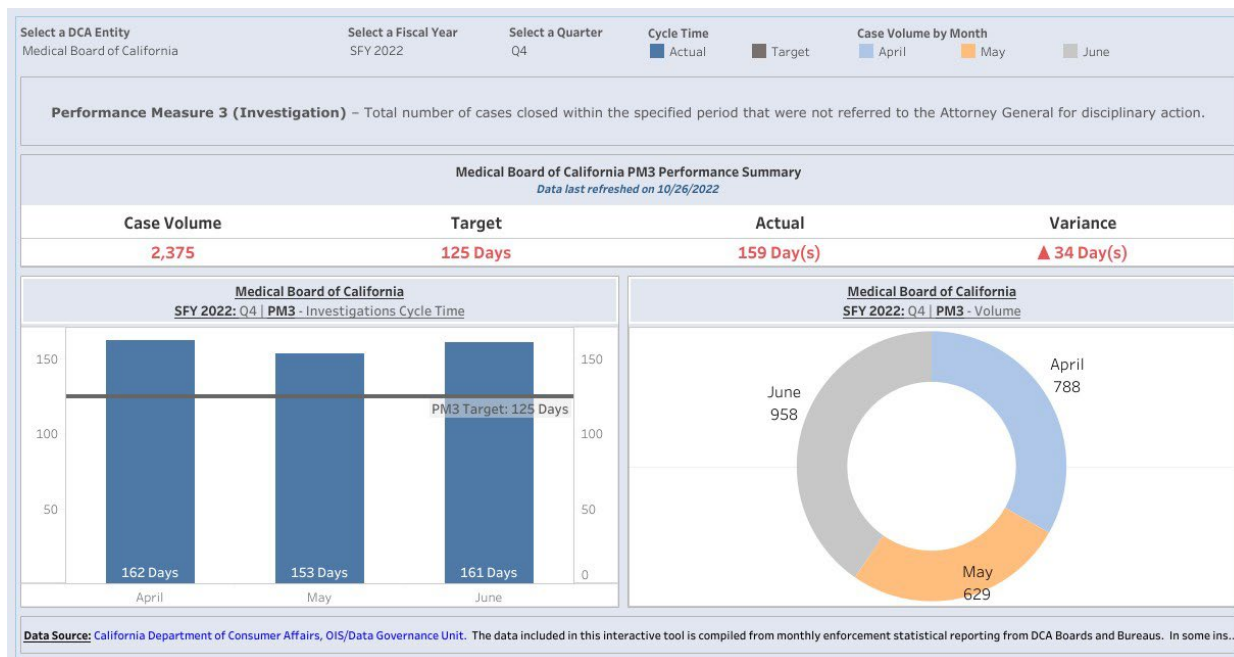 Select a DCA Entity
Medical Board of California
Select a Fiscal Year
SFY 2022
Select a Quarter
Q4
Cycle Time
Actual
Target
Case Volume by Month
April
May
June
Performance Measure 3 (Investigation) – Total number of cases closed within the specified period that were not referred to the Attorney General for disciplinary action.
Medical Board of California PM3 Performance Summary
Data last refreshed on 10/26/2022
Case Volume Target Actual Variance
2,375 125 Days 159 Day(s) ▲ 34 Day(s)
Medical Board of California
SFY 2022: Q4 | PM3 - Investigations Cycle Time
150
100
50
PM3 Target: 125 Days
150
100
50
0
162 Days
153 Days
161 Days
April
May
June
Medical Board of California
SFY 2022: Q4 | PM3 - Volume
April
788
June
958
May
629
Data Source: California Department of Consumer Affairs, OIS/Data Governance Unit. The data included in this interactive tool is compiled from monthly enforcement statistical reporting from DCA Boards and Bureaus. In some ins...